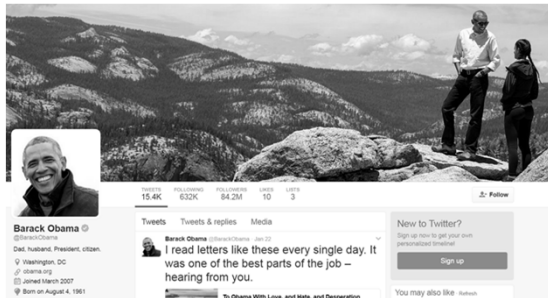 TWEETS FOLLOWING FOLLOWERS LIKES LISTS
15.4K 632K 84.2M 10 3
Follow
Barack Obama
@BarackObama
Dad, husband, President, citizen.
Washington, DC
obama.org
Joined March 2007
Born on August 4, 1961
Tweets Tweets & replies Media
Barack Obama @BarackObama · Jan 22
I read letters like these every single day. It
was one of the best parts of the job –
hearing from you.
To Obama With Love, and Hate, and Desperation
New to Twitter?
Sign up now to get your own
personalized timeline!
Sign up
You may also like · Refresh